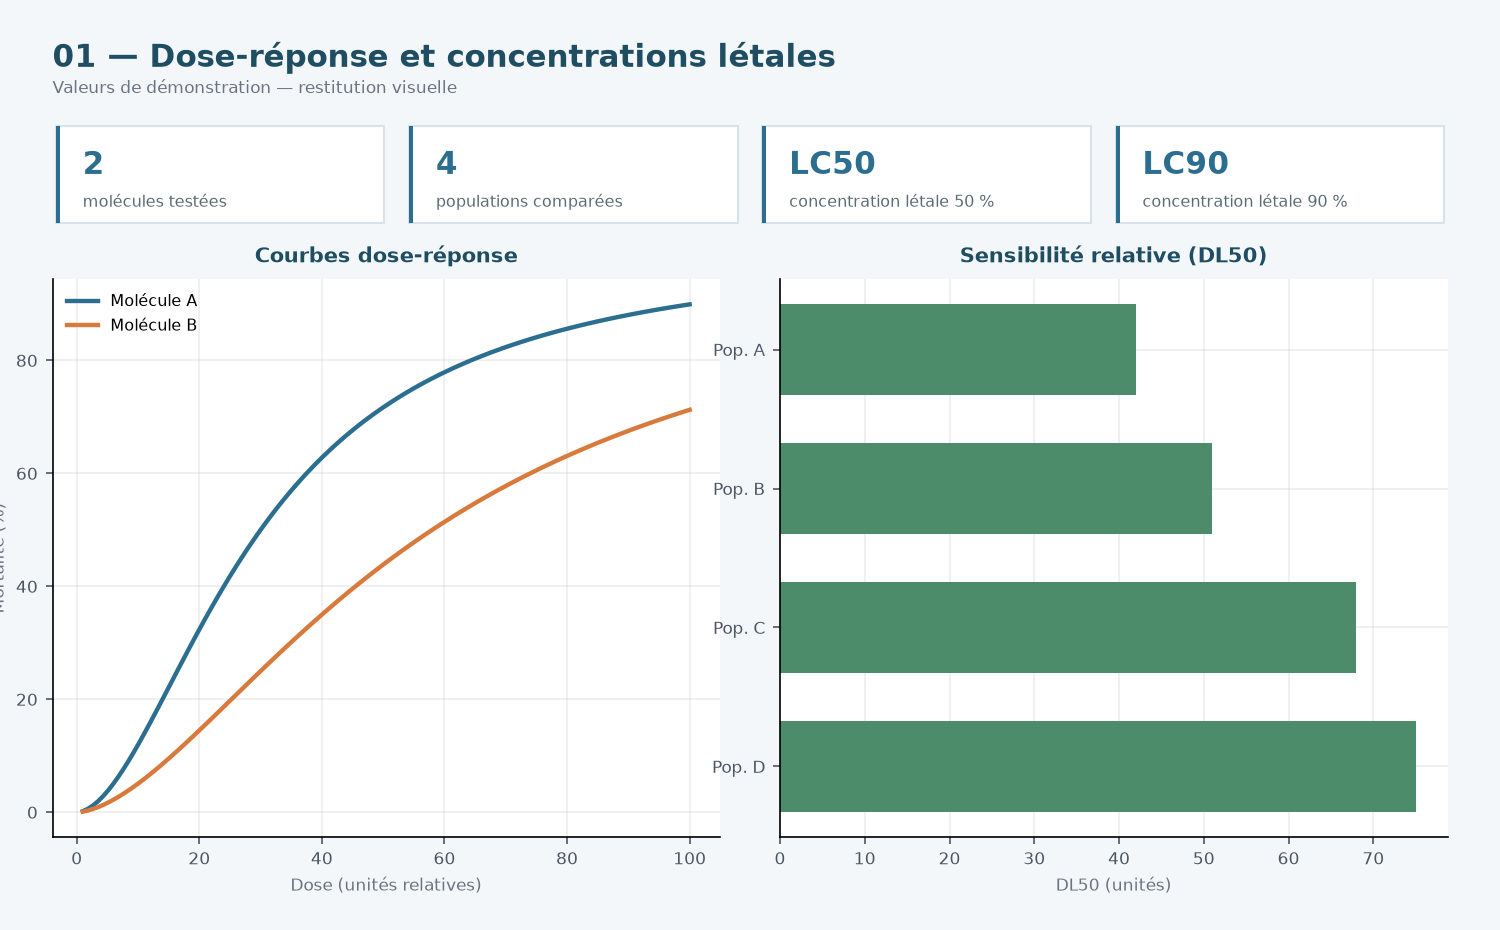 01 — Dose-réponse et concentrations létales
Valeurs de démonstration — restitution visuelle
2
molécules testées
4
populations comparées
LC50
concentration létale 50 %
LC90
concentration létale 90 %
Courbes dose-réponse
Molécule A
Molécule B
80
60
40
20
0
0 20 40 60 80 100
Dose (unités relatives)
Sensibilité relative (DL50)
Pop. A
Pop. B
Pop. C
Pop. D
0 10 20 30 40 50 60 70
DL50 (unités)